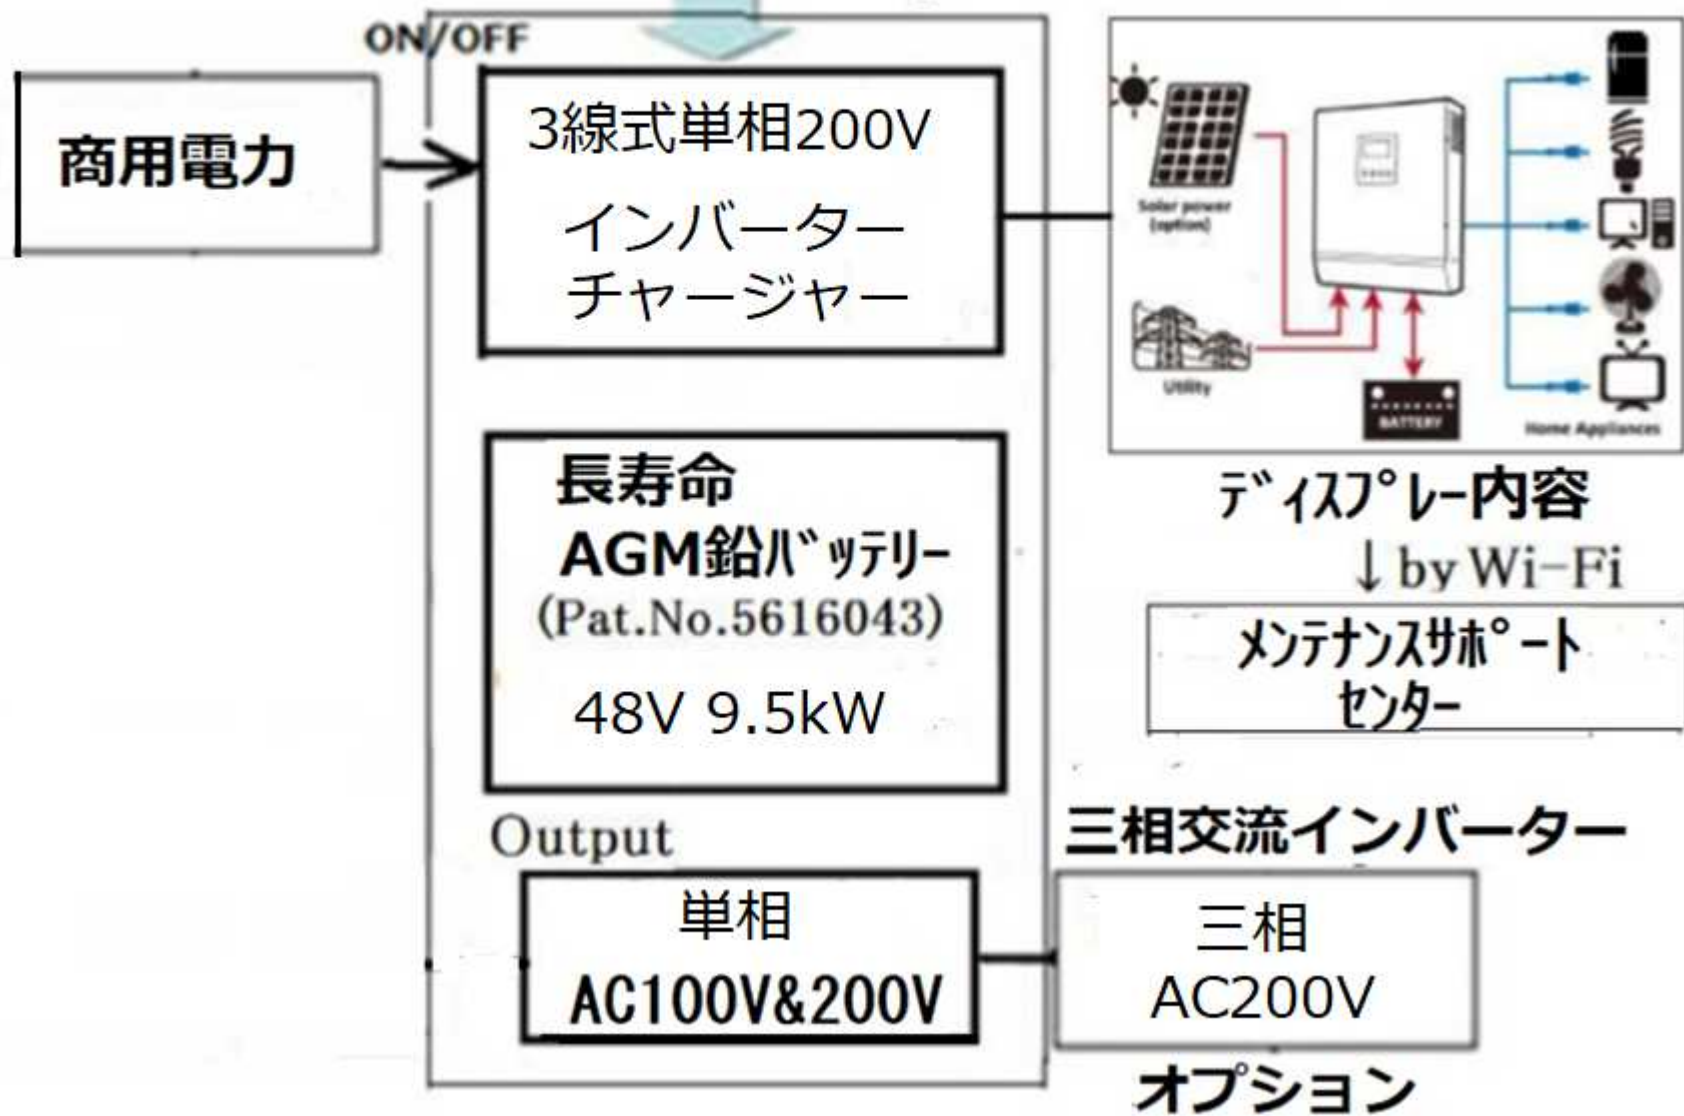 ON/OFF
商用電力
3線式単相200V
インバーター
チャージャー
Solar power
(option)
Utility
BATTERY
Home Appliances
ディスプレー内容
↓by Wi-Fi
メンテナンスサポート
センター
長寿命
AGM鉛バッテリー
(Pat.No.5616043)
48V 9.5kW
Output
単相
AC100V&200V
三相交流インバーター
三相
AC200V
オプション